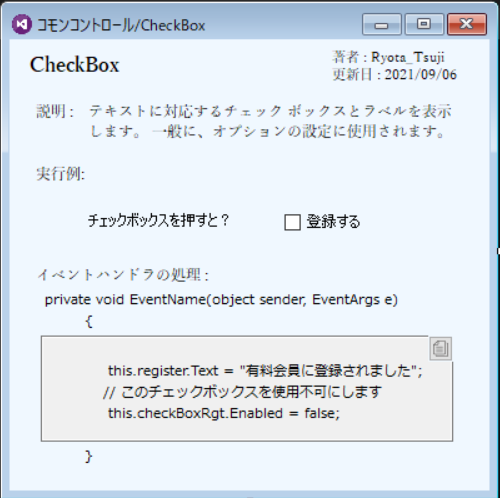 コモンコントロール/CheckBox
CheckBox
著者 : Ryota_Tsuji
更新日 : 2021/09/06
説明 : テキストに対応するチェック ボックスとラベルを表示
します。 一般に、オプションの設定に使用されます。
実行例:
チェックボックスを押すと？ 登録する
イベントハンドラの処理 :
private void EventName(object sender, EventArgs e)
{
this.register.Text = "有料会員に登録されました";
// このチェックボックスを使用不可にします
this.checkBoxRgt.Enabled = false;
}